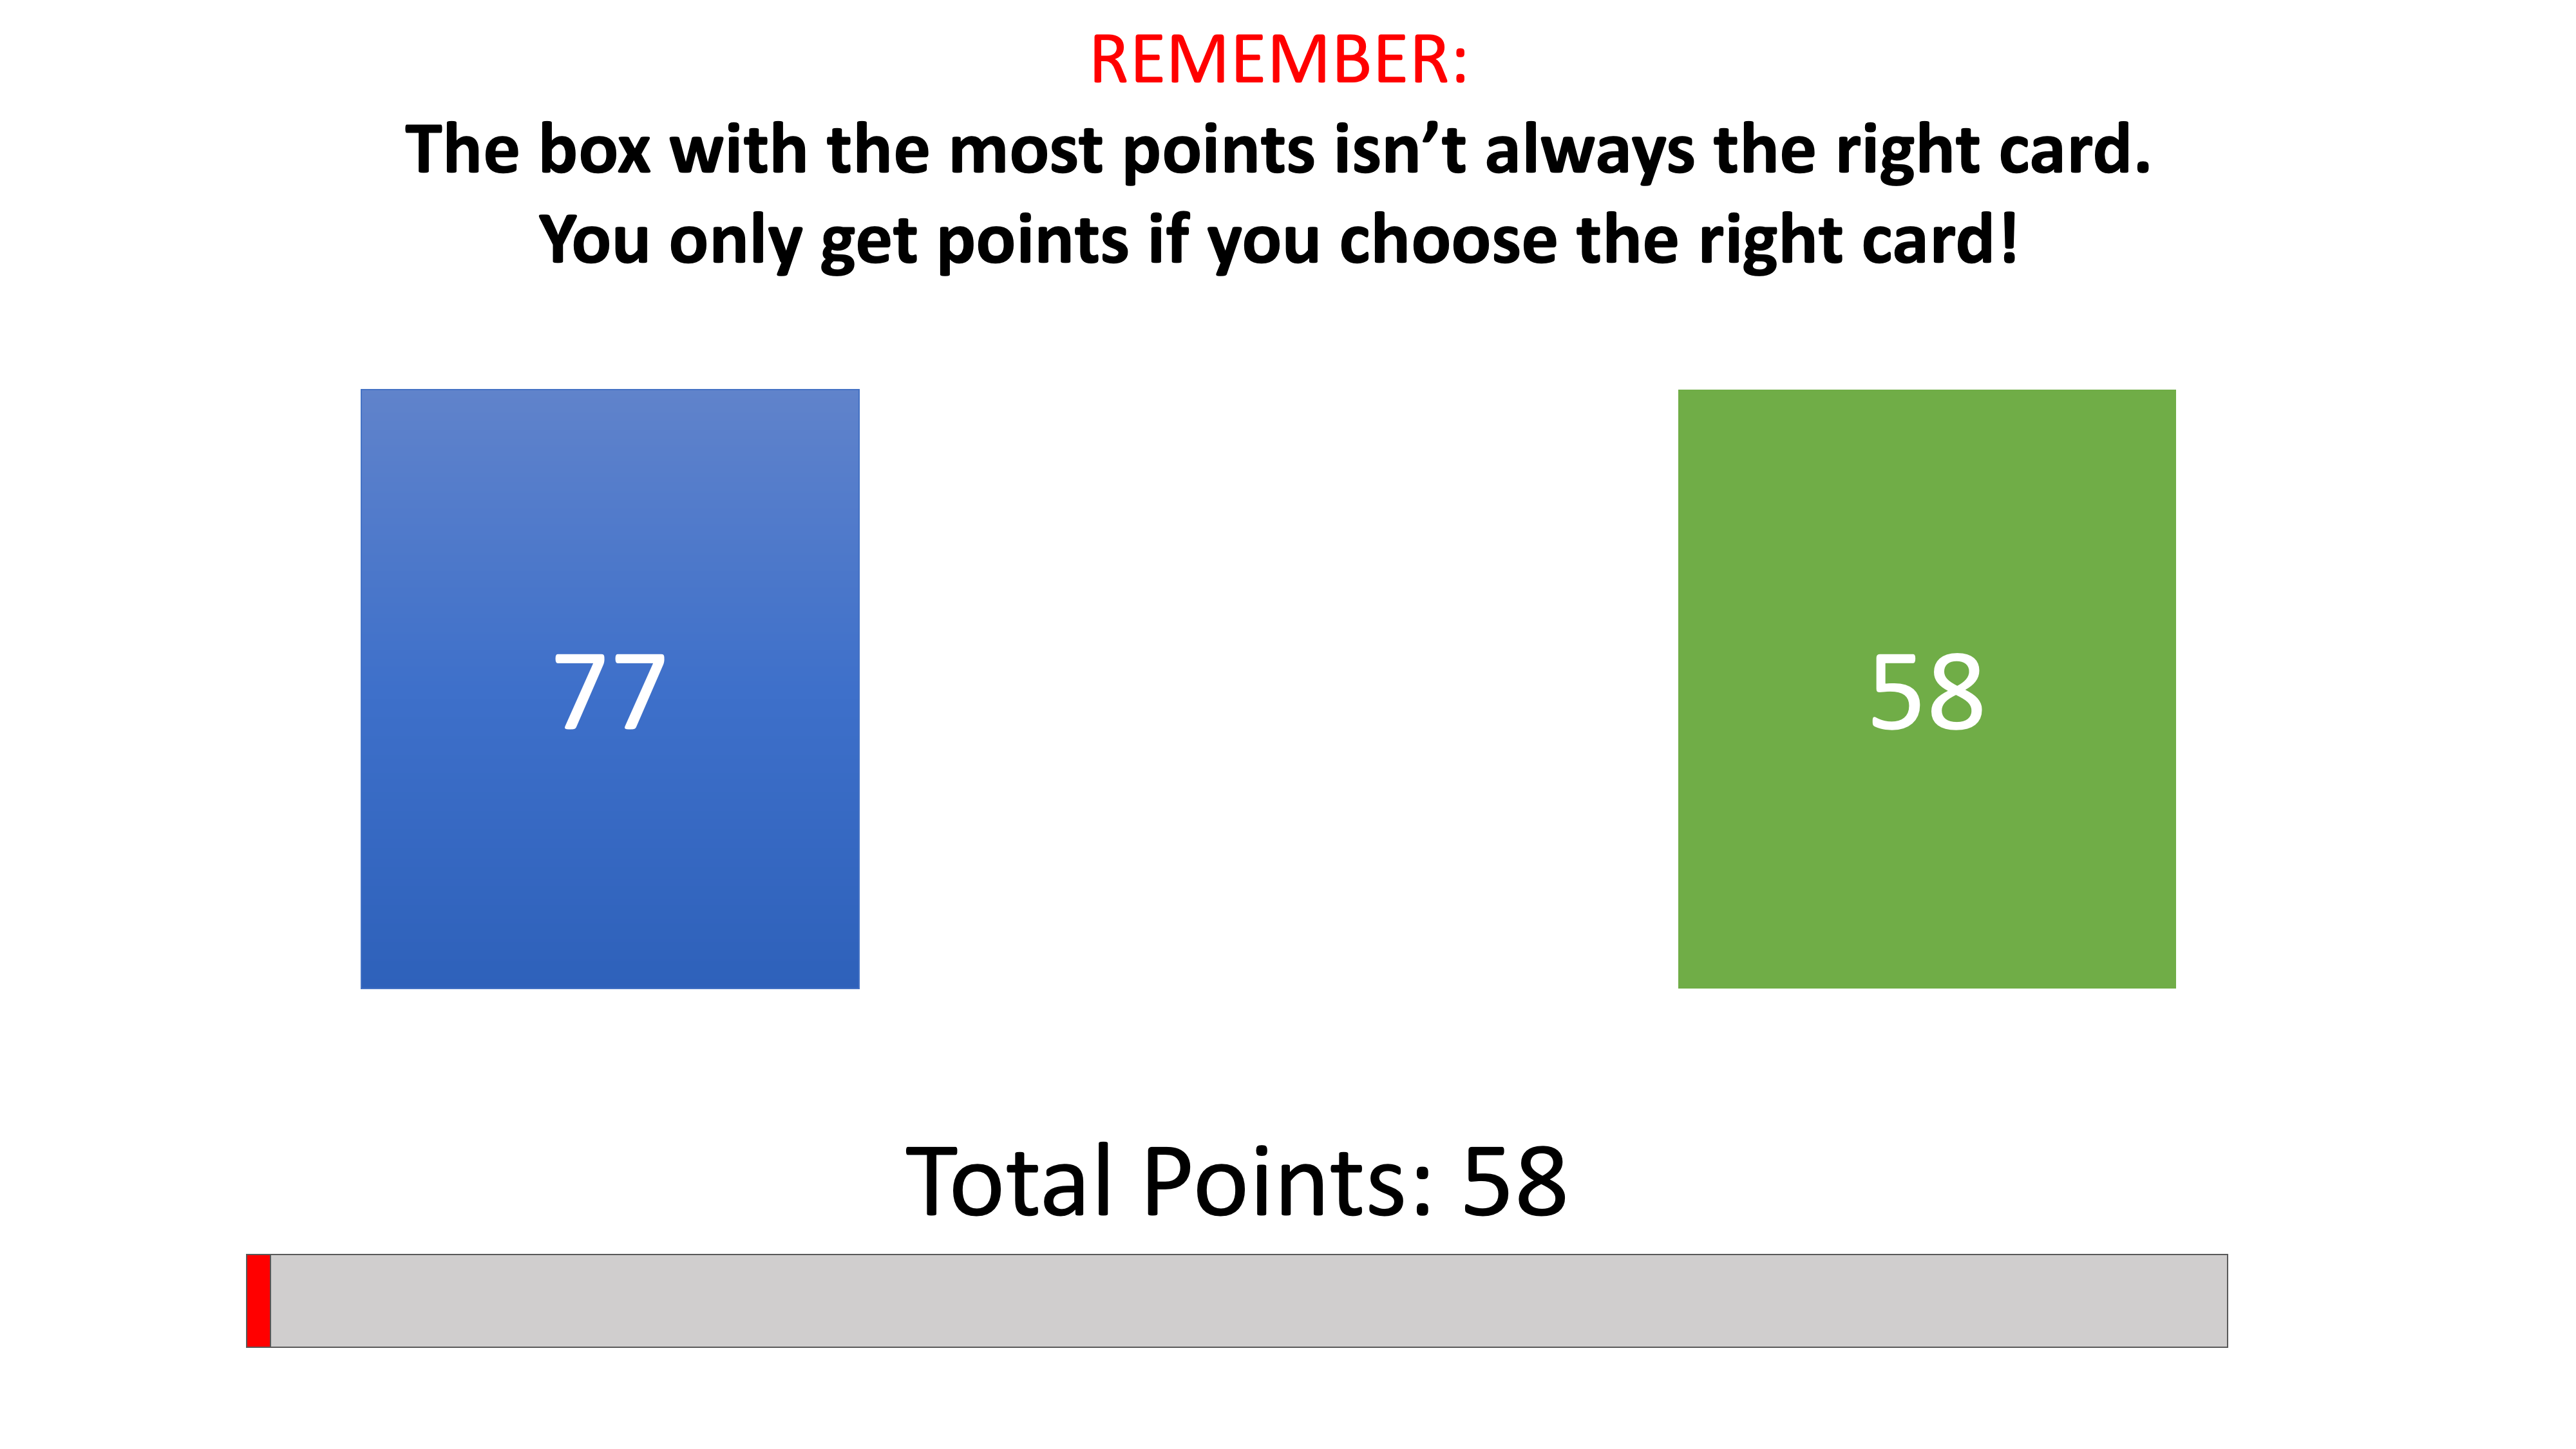 REMEMBER:
The box with the most points isn’t always the right card.
You only get points if you choose the right card!
77
58
Total Points: 58